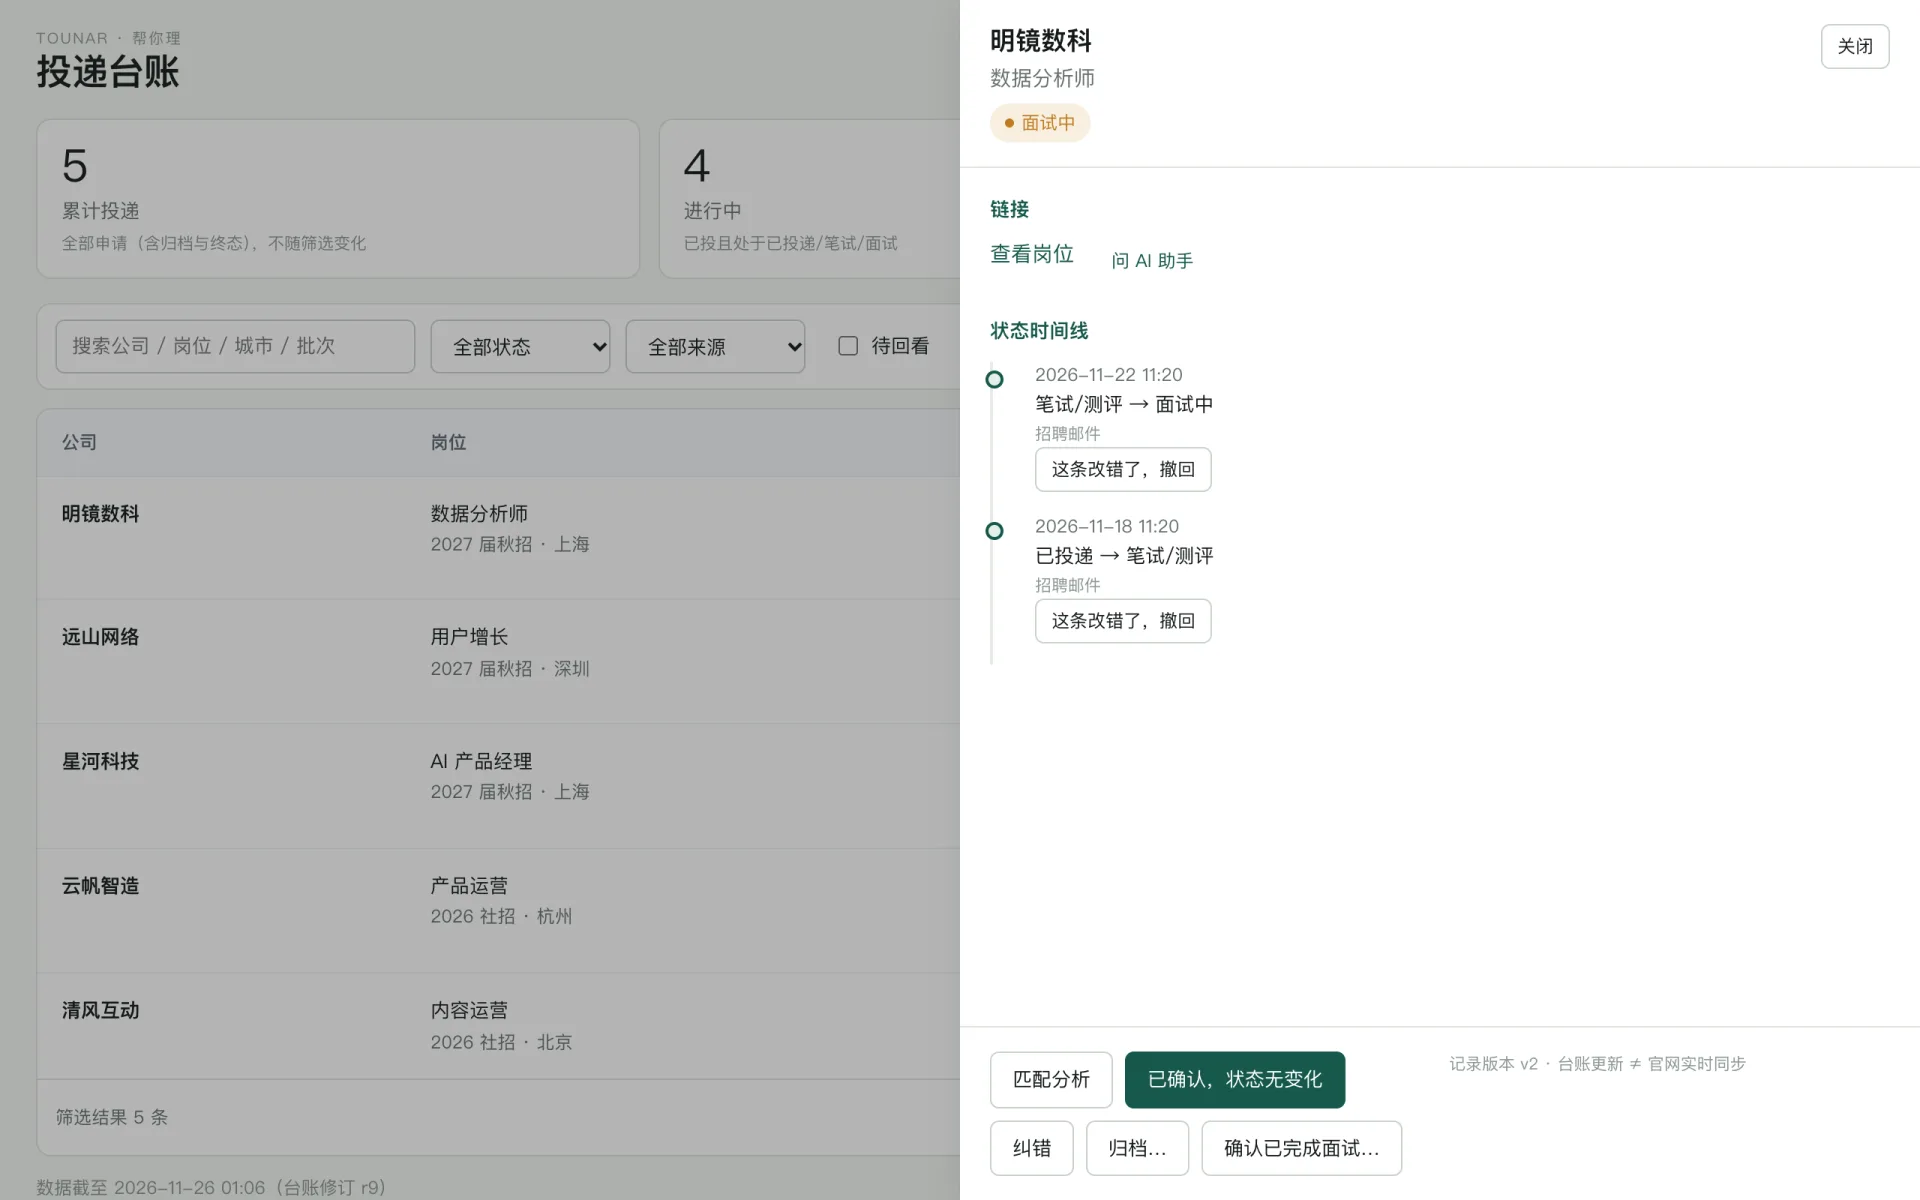 TOUNAR · 帮你理
投递台账
5
累计投递
全部申请（含归档与终态），不随筛选变化
4
进行中
已投且处于已投递/笔试/面试
搜索公司 / 岗位 / 城市 / 批次
全部状态
全部来源
待回看
公司
岗位
明镜数科
数据分析师
2027 届秋招 · 上海
远山网络
用户增长
2027 届秋招 · 深圳
星河科技
AI 产品经理
2027 届秋招 · 上海
云帆智造
产品运营
2026 社招 · 杭州
清风互动
内容运营
2026 社招 · 北京
筛选结果 5 条
数据截至 2026-11-26 01:06（台账修订 r9）
明镜数科
数据分析师
面试中
关闭
链接
查看岗位
问 AI 助手
状态时间线
2026-11-22 11:20
笔试/测评 → 面试中
招聘邮件
这条改错了，撤回
2026-11-18 11:20
已投递 → 笔试/测评
招聘邮件
这条改错了，撤回
匹配分析
已确认，状态无变化
记录版本 v2 · 台账更新 ≠ 官网实时同步
纠错
归档…
确认已完成面试…